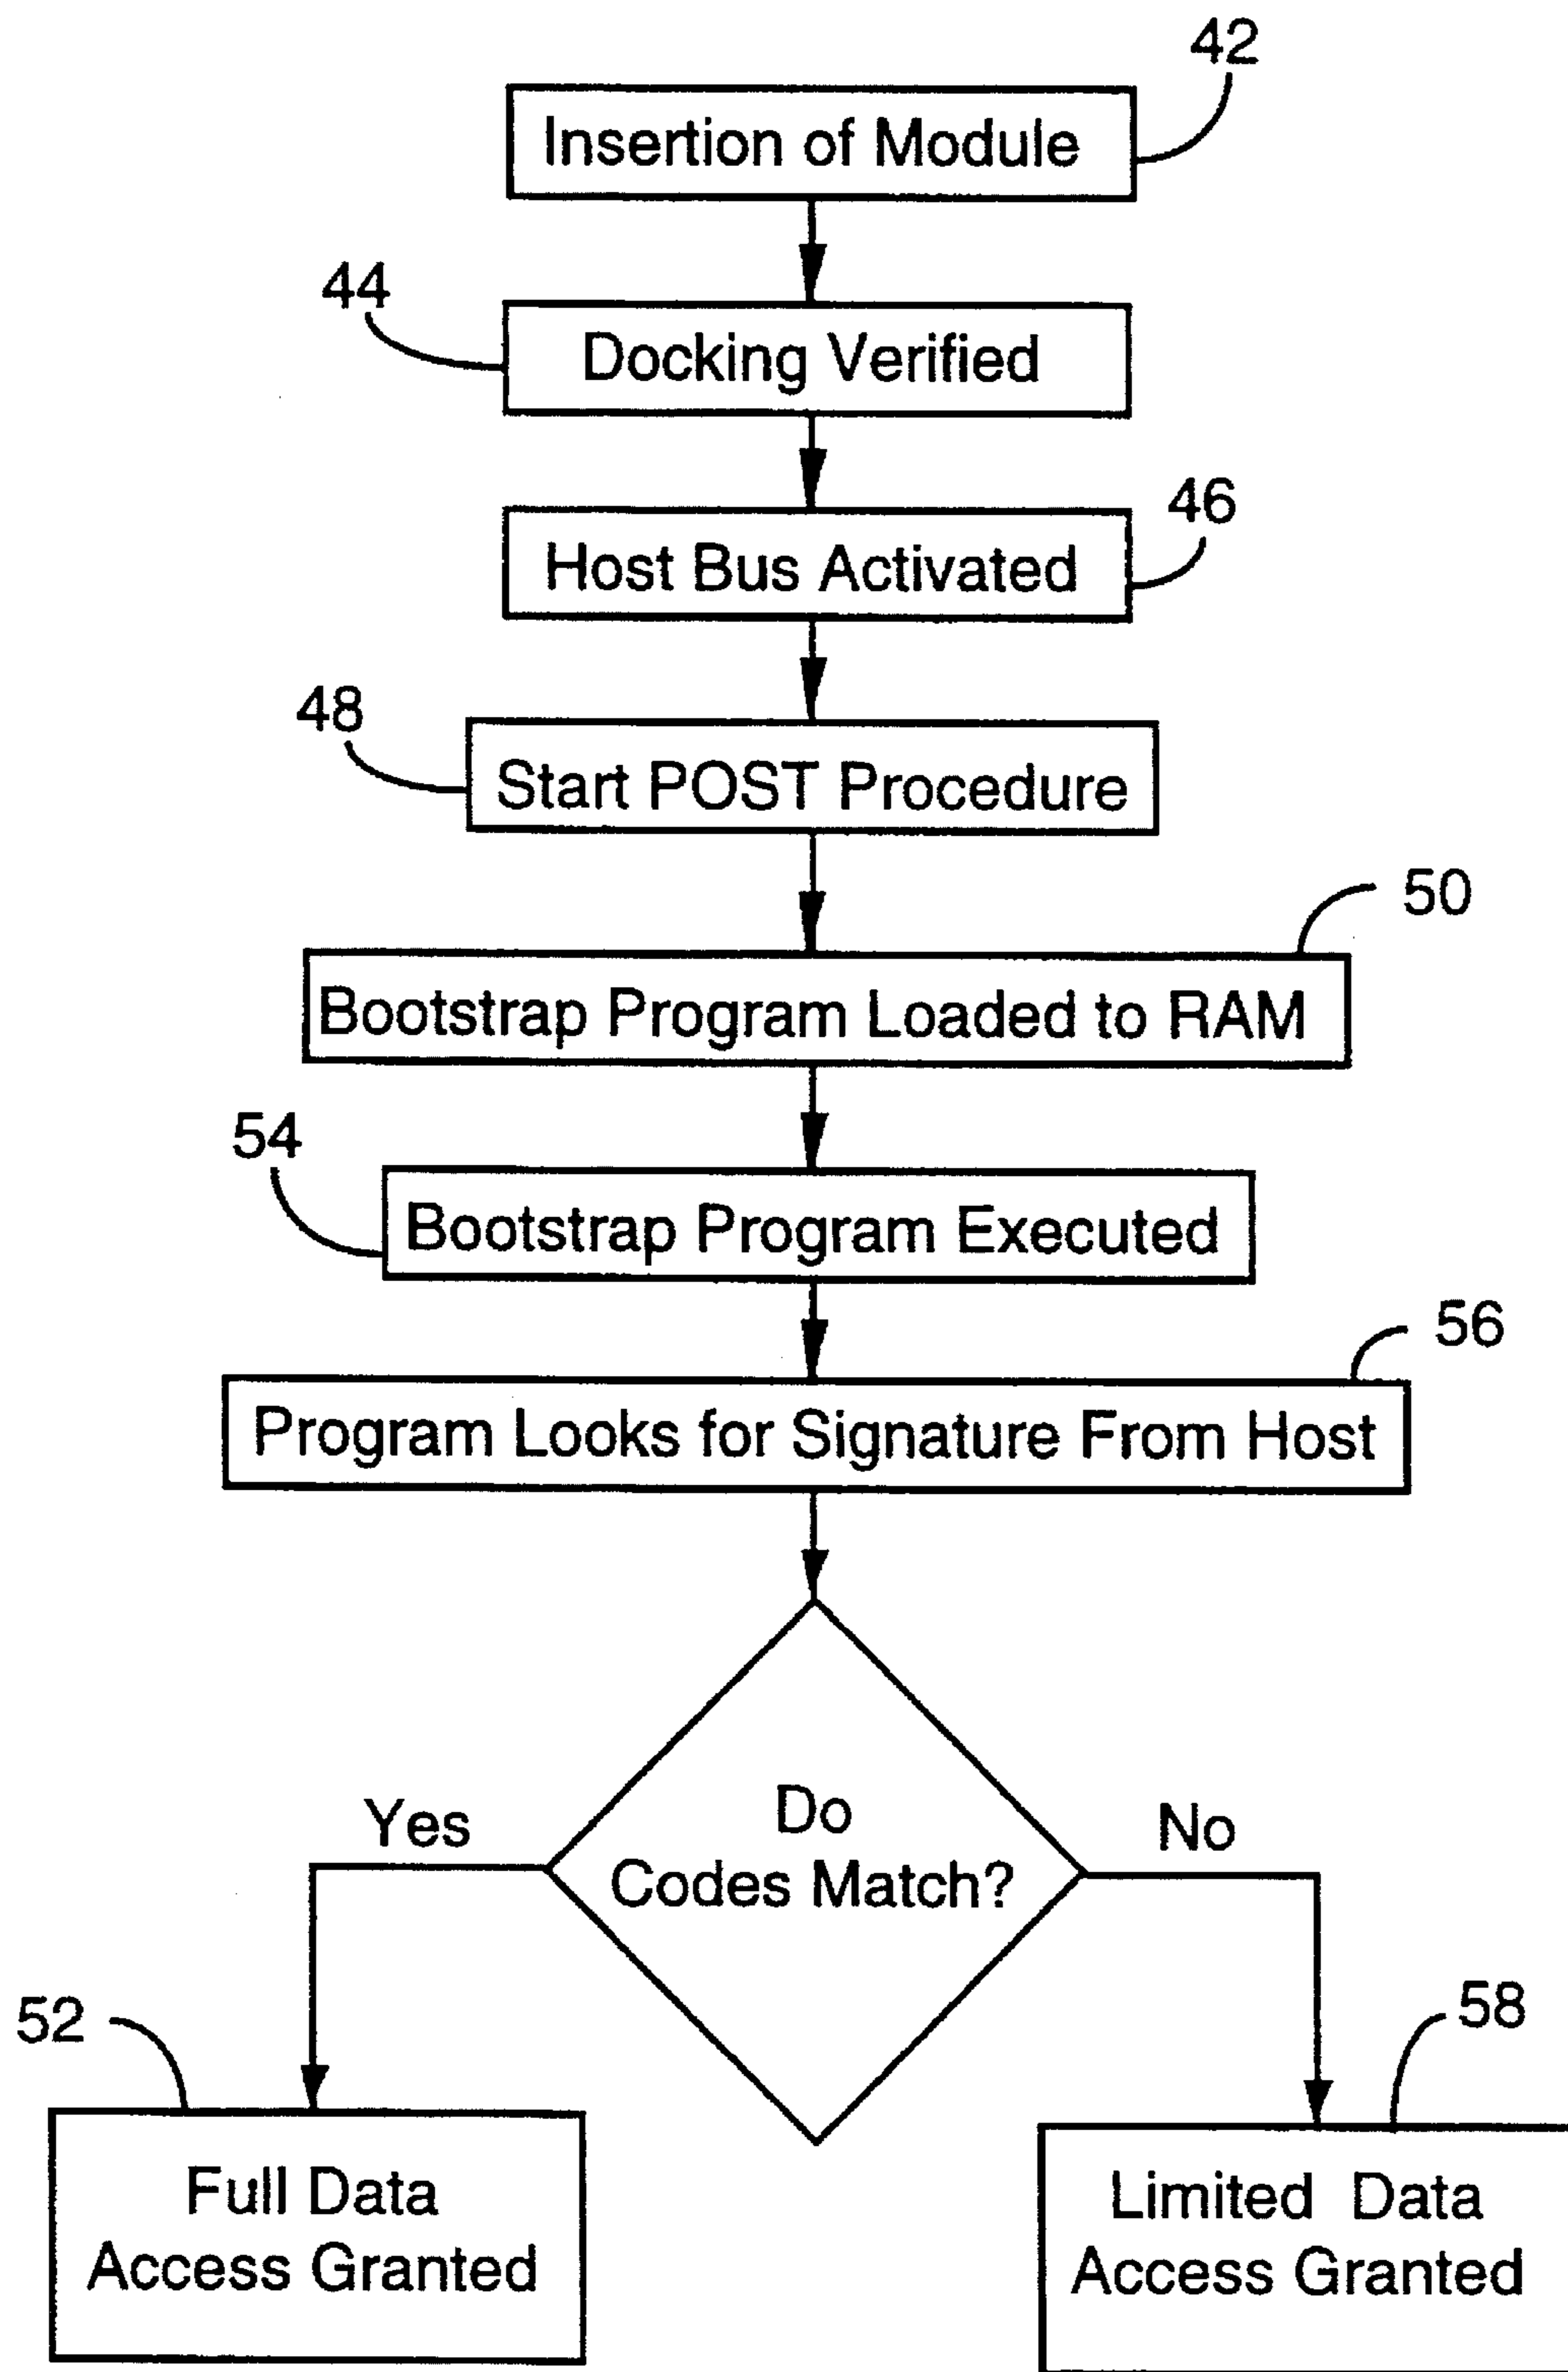 42
Insertion of Module
44
Docking Verified
46
Host Bus Activated
48
Start POST Procedure
50
Bootstrap Program Loaded to RAM
54
Bootstrap Program Executed
56
Program Looks for Signature From Host
Do
Codes Match?
Yes
No
52
Full Data
Access Granted
58
Limited Data
Access Granted